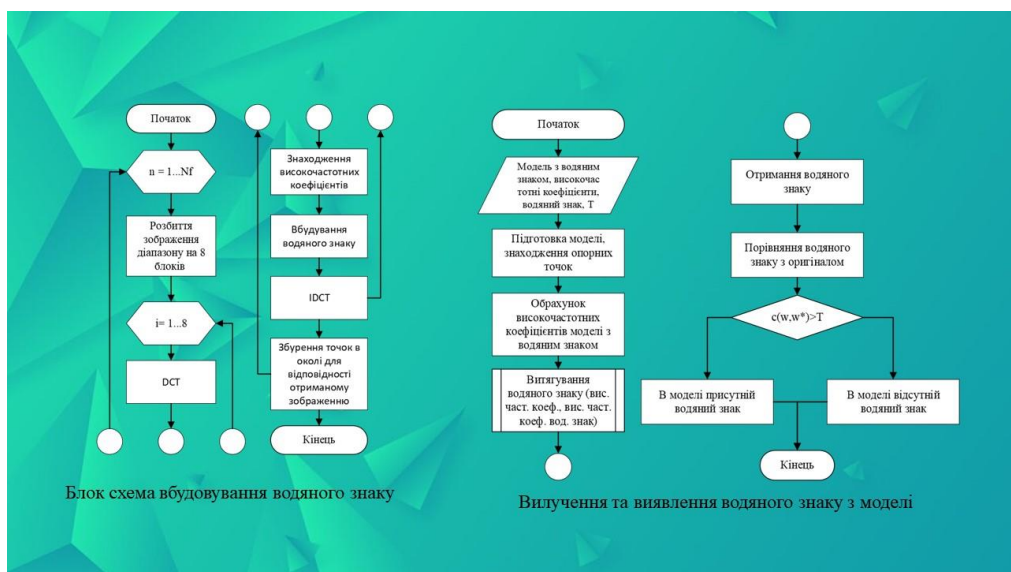 Початок
n = 1...Nf
Розбиття
зображення
діапазону на 8
блоків
i= 1...8
DCT
Знаходження
високочастотних
коефіцієнтів
Вбудування
водяного знаку
IDCT
Збурення точок в
околі для
відповідності
отриманому
зображенню
Кінець
Блок схема вбудовування водяного знаку
Початок
Модель з водяним
знаком, високочас
тотні коефіцієнти,
водяний знак, T
Підготовка моделі,
знаходження опорних
точок
Обрахунок
високочастотних
коефіцієнтів моделі з
водяним знаком
Витягування
водяного знаку (вис.
част. коеф., вис. част.
коеф. вод. знак)
Отримання водяного
знаку
Порівняння водяного
знаку з оригіналом
c(w,w*)>T
В моделі присутній
водяний знак
В моделі відсутній
водяний знак
Кінець
Вилучення та виявлення водяного знаку з моделі